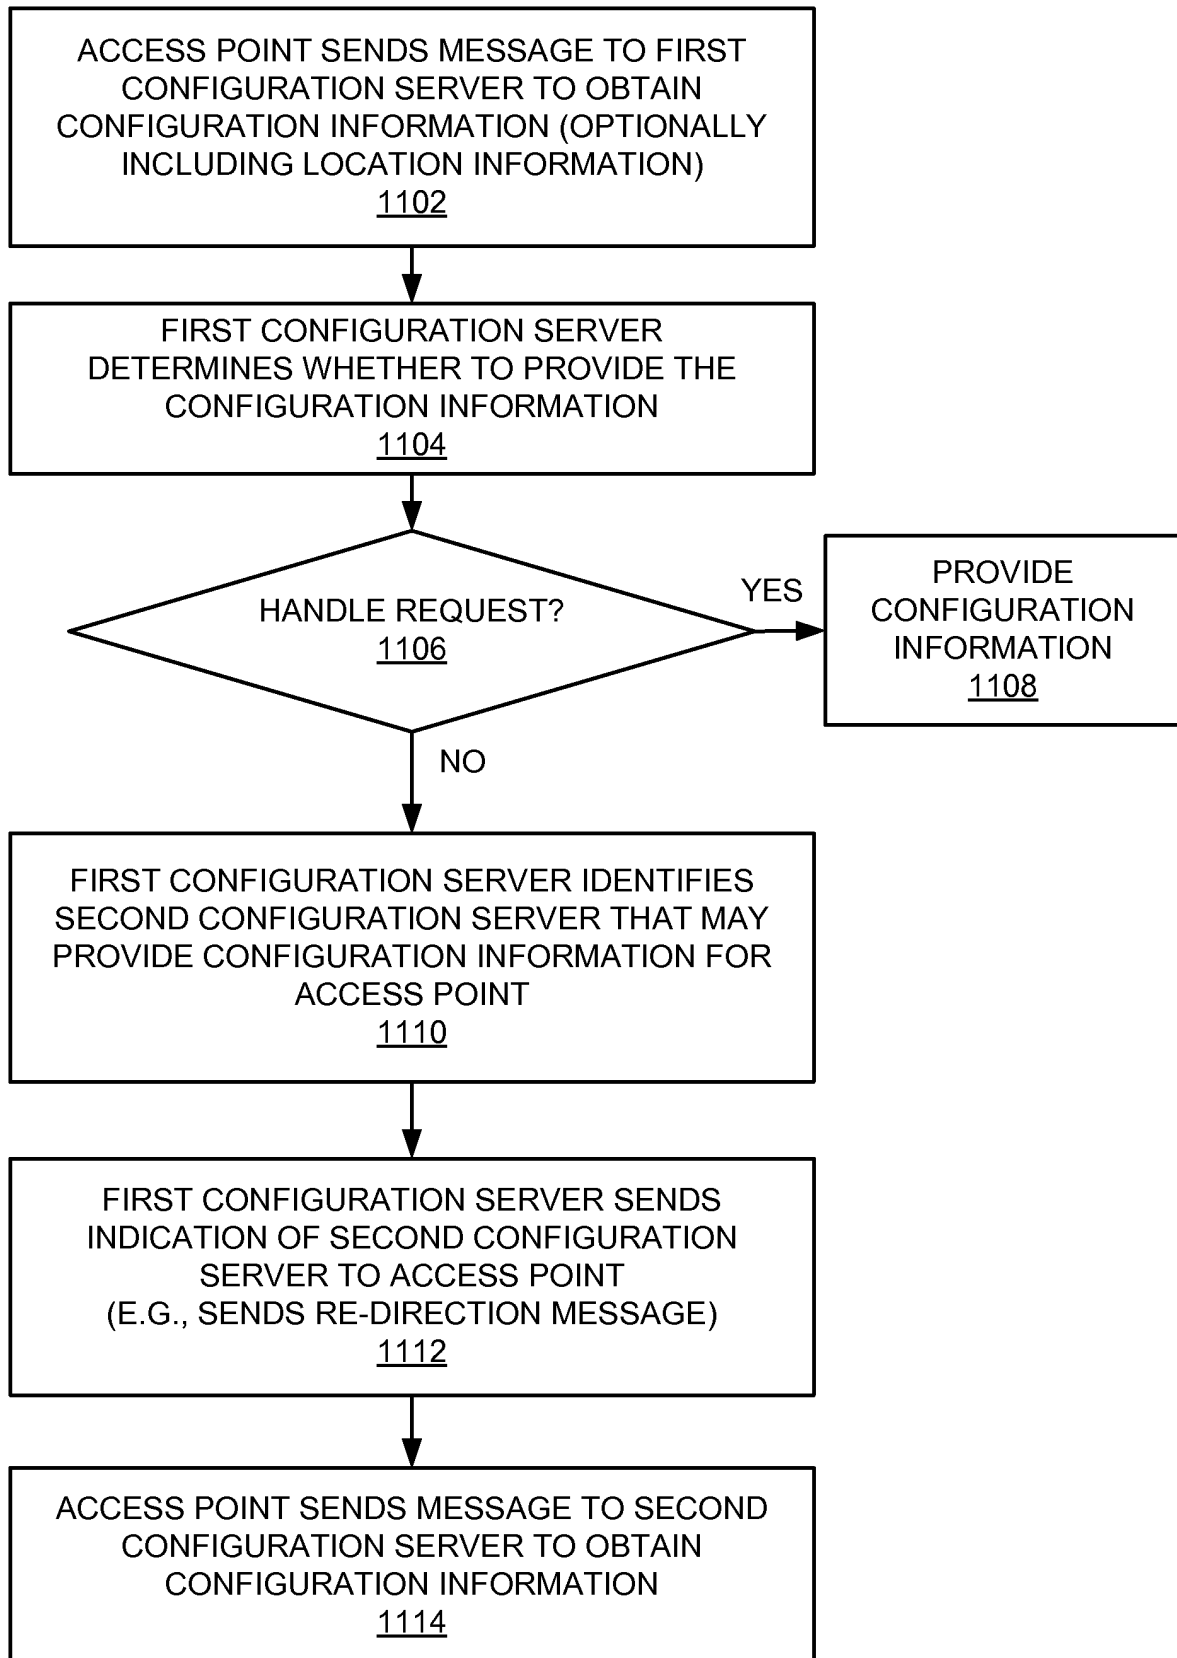 ACCESS POINT SENDS MESSAGE TO FIRST
CONFIGURATION SERVER TO OBTAIN
CONFIGURATION INFORMATION (OPTIONALLY
INCLUDING LOCATION INFORMATION)
1102
FIRST CONFIGURATION SERVER
DETERMINES WHETHER TO PROVIDE THE
CONFIGURATION INFORMATION
1104
HANDLE REQUEST?
1106
YES
PROVIDE
CONFIGURATION
INFORMATION
1108
NO
FIRST CONFIGURATION SERVER IDENTIFIES
SECOND CONFIGURATION SERVER THAT MAY
PROVIDE CONFIGURATION INFORMATION FOR
ACCESS POINT
1110
FIRST CONFIGURATION SERVER SENDS
INDICATION OF SECOND CONFIGURATION
SERVER TO ACCESS POINT
(E.G., SENDS RE-DIRECTION MESSAGE)
1112
ACCESS POINT SENDS MESSAGE TO SECOND
CONFIGURATION SERVER TO OBTAIN
CONFIGURATION INFORMATION
1114